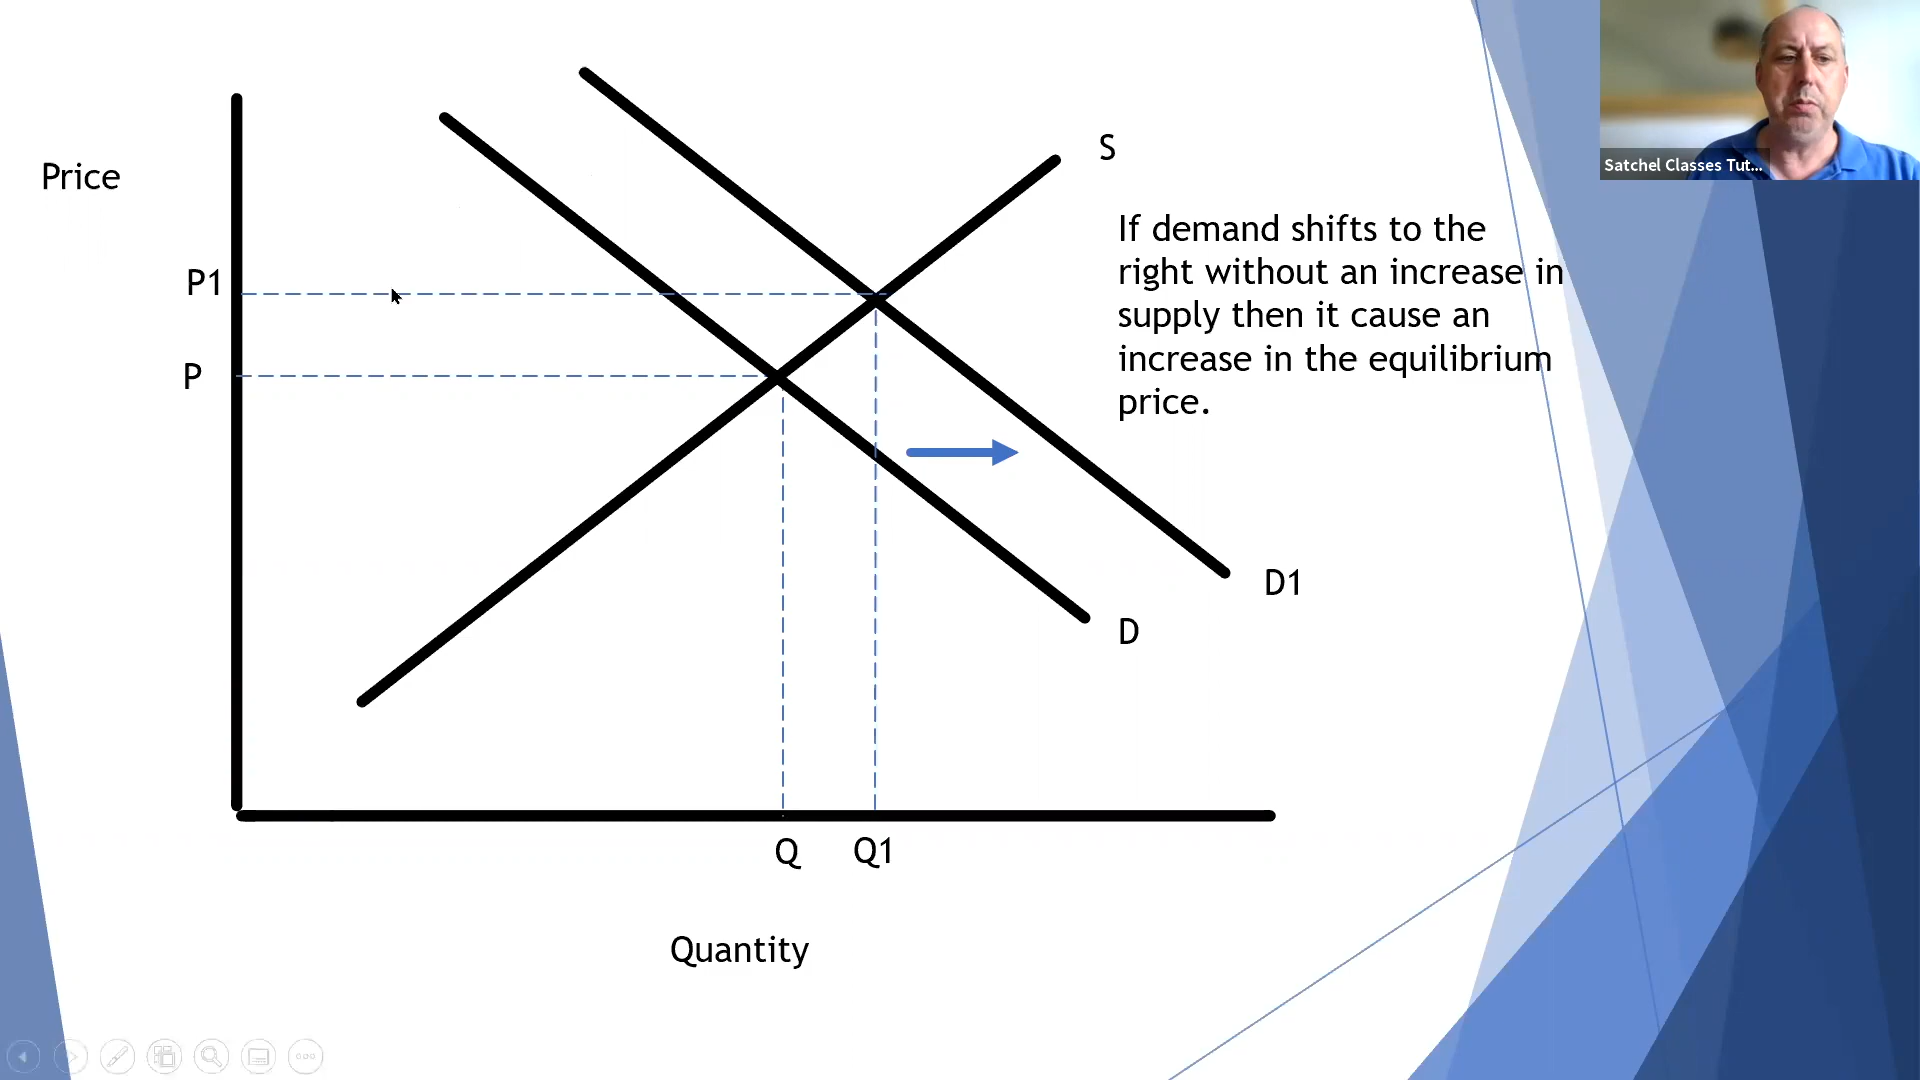 Satchel Classes Tut...
S
Price
If demand shifts to the
right without an increase in
supply then it cause an
increase in the equilibrium
price.
P1
P
D1
D
Q
Q1
Quantity